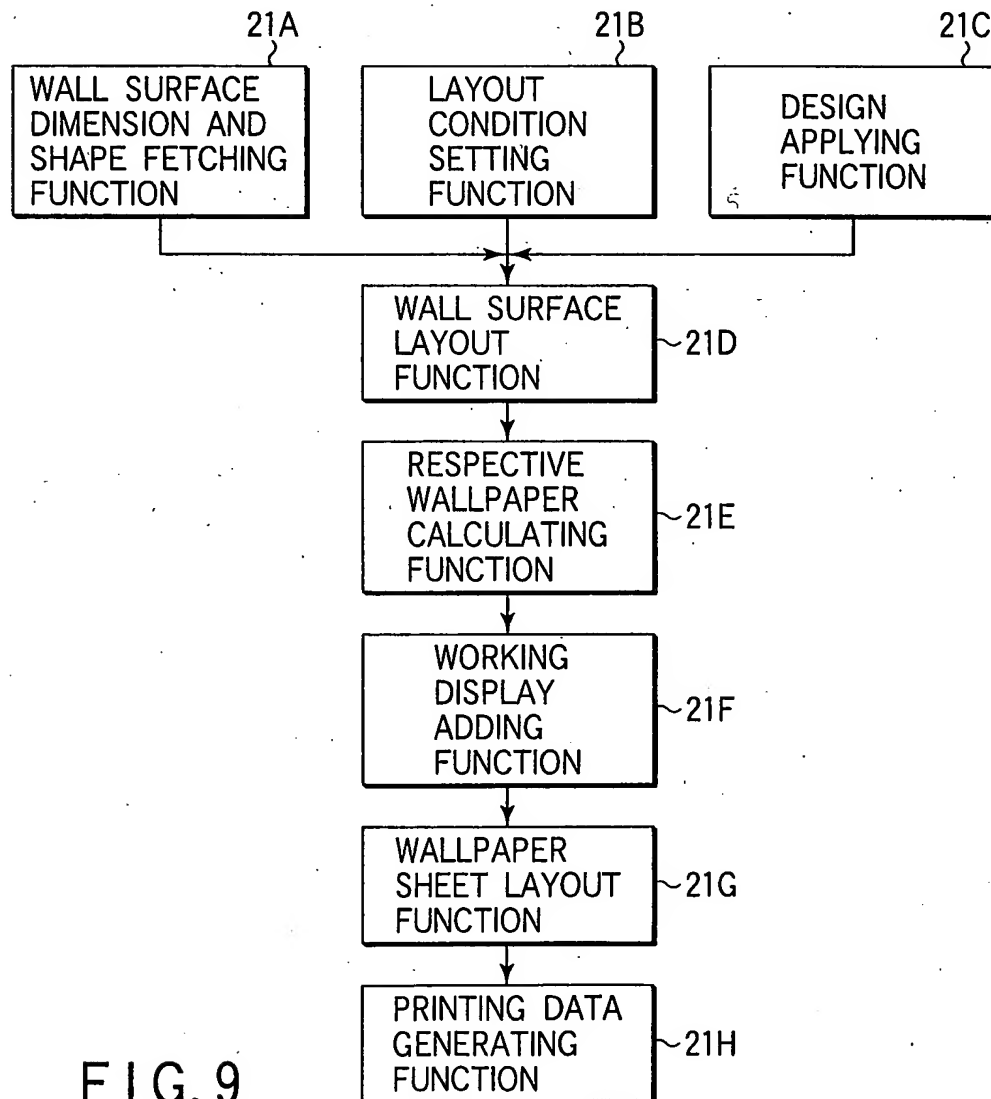 21A
21B
21C
WALL SURFACE
DIMENSION AND
SHAPE FETCHING
FUNCTION
LAYOUT
CONDITION
SETTING
FUNCTION
DESIGN
APPLYING
FUNCTION
WALL SURFACE
LAYOUT
FUNCTION
21D
RESPECTIVE
WALLPAPER
CALCULATING
FUNCTION
21E
WORKING
DISPLAY
ADDING
FUNCTION
21F
WALLPAPER
SHEET LAYOUT
FUNCTION
21G
PRINTING DATA
GENERATING
FUNCTION
21H
FIG. 9